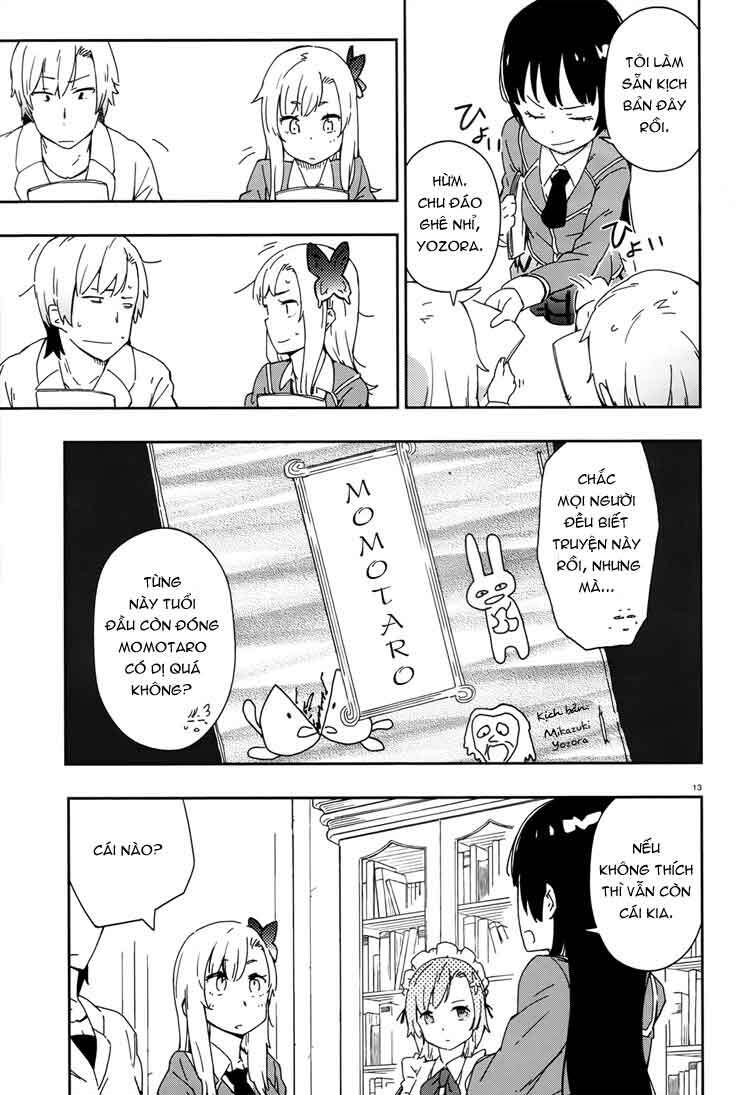 TÔI LÀM
SẴN KỊCH
BẢN ĐÂY
RỒI.
ひょい
HỪM.
CHU ĐÁO
GHÊ NHỈ,
YOZORA.
ひょい
CHẮC
MỌI NGƯỜI
ĐỀU BIẾT
TRUYỆN NÀY
RỒI, NHƯNG
MÀ...
MOMOTARO
Kịch bản:
Mikazuki
Yozora
TỪNG
NÀY TUỔI
ĐẦU CÒN ĐÓNG
MOMOTARO
CÓ DỊ QUÁ
KHÔNG?
13
NẾU
KHÔNG THÍCH
THÌ VẪN CÒN
CÁI KIA.
CÁI NÀO?